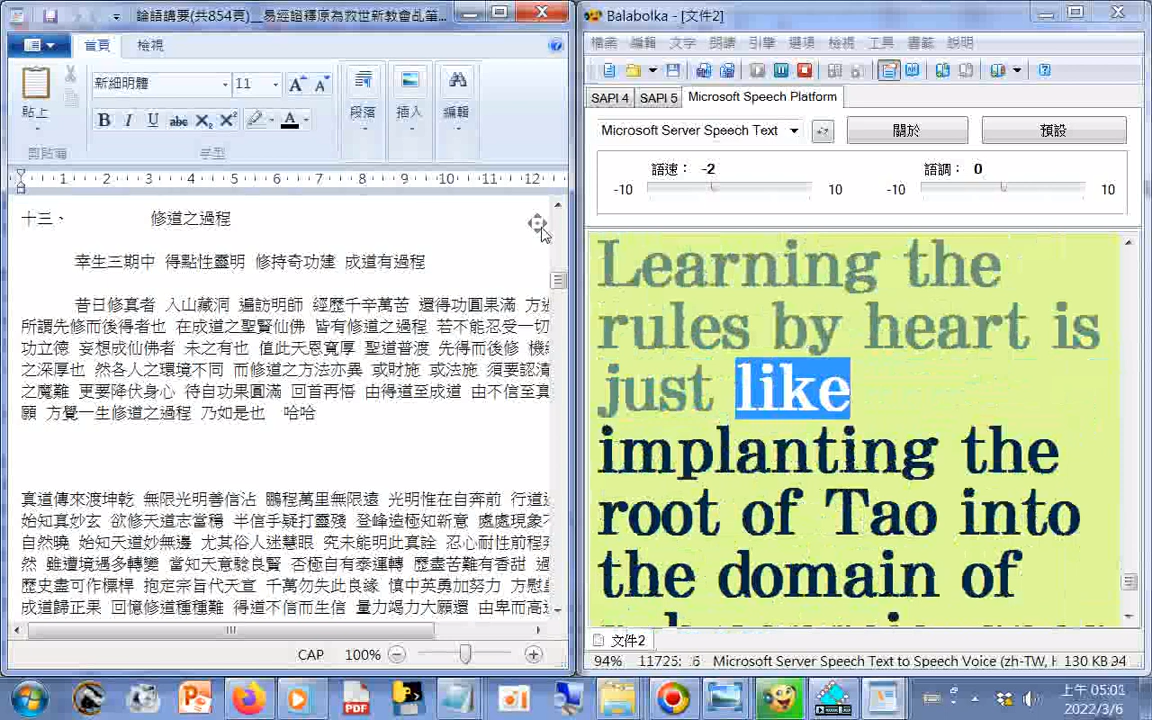 論語講要(共854頁)__易經證釋原為救世新教會乩筆...
首頁 檢視
新細明體 11
貼上
段落
插入
編輯
剪貼簿
字型
1 2 3 4 5 6 7 8 9 10 11 12
十三、 修道之過程
幸生三期中 得點性靈明 修持奇功建 成道有過程
昔日修真者 入山藏洞 遍訪明師 經歷千辛萬苦 還得功圓果滿 方
所謂先修而後得者也 在成道之聖賢仙佛 皆有修道之過程 若不能忍受一切
功立德 妄想成仙佛者 未之有也 值此天恩寬厚 聖道普渡 先得而後修 機
之深厚也 然各人之環境不同 而修道之方法亦異 或財施 或法施 須要認清
之魔難 更要降伏身心 待自功果圓滿 回首再悟 由得道至成道 由不信至真
願 方覺一生修道之過程 乃如是也 哈哈
真道傳來渡坤乾 無限光明善信沾 鵬程萬里無限遠 光明惟在自奔前 行道
始知真妙玄 欲修天道志當穩 半信半疑打靈殘 登峰造極知新意 處處現象
自然曉 始知天道妙無邊 尤其俗人迷慧眼 究未能明此真詮 忍心耐性前程
然 雖遭境遇多轉變 當知天意騐良賢 否極自有泰運轉 歷盡苦難有香甜
歷史盡可作標桿 抱定宗旨代天宣 千萬勿失此良緣 慎中英勇加努力 方慰
成道歸正果 回憶修道種種難 得道不信而生信 量力竭力大願還 由卑而高
CAP 100%
Balabolka - [文件2]
檔案 編輯 文字 朗讀 引擎 選項 檢視 工具 書籤 說明
SAPI 4 SAPI 5 Microsoft Speech Platform
Microsoft Server Speech Text 關於 預設
語速： -2 語調： 0
-10 10 -10 10
Learning the
rules by heart is
just like
implanting the
root of Tao into
the domain of
文件2
94% 11725: Microsoft Server Speech Text to Speech Voice (zh-TW, H 130 KB
上午 05:01
2022/3/6